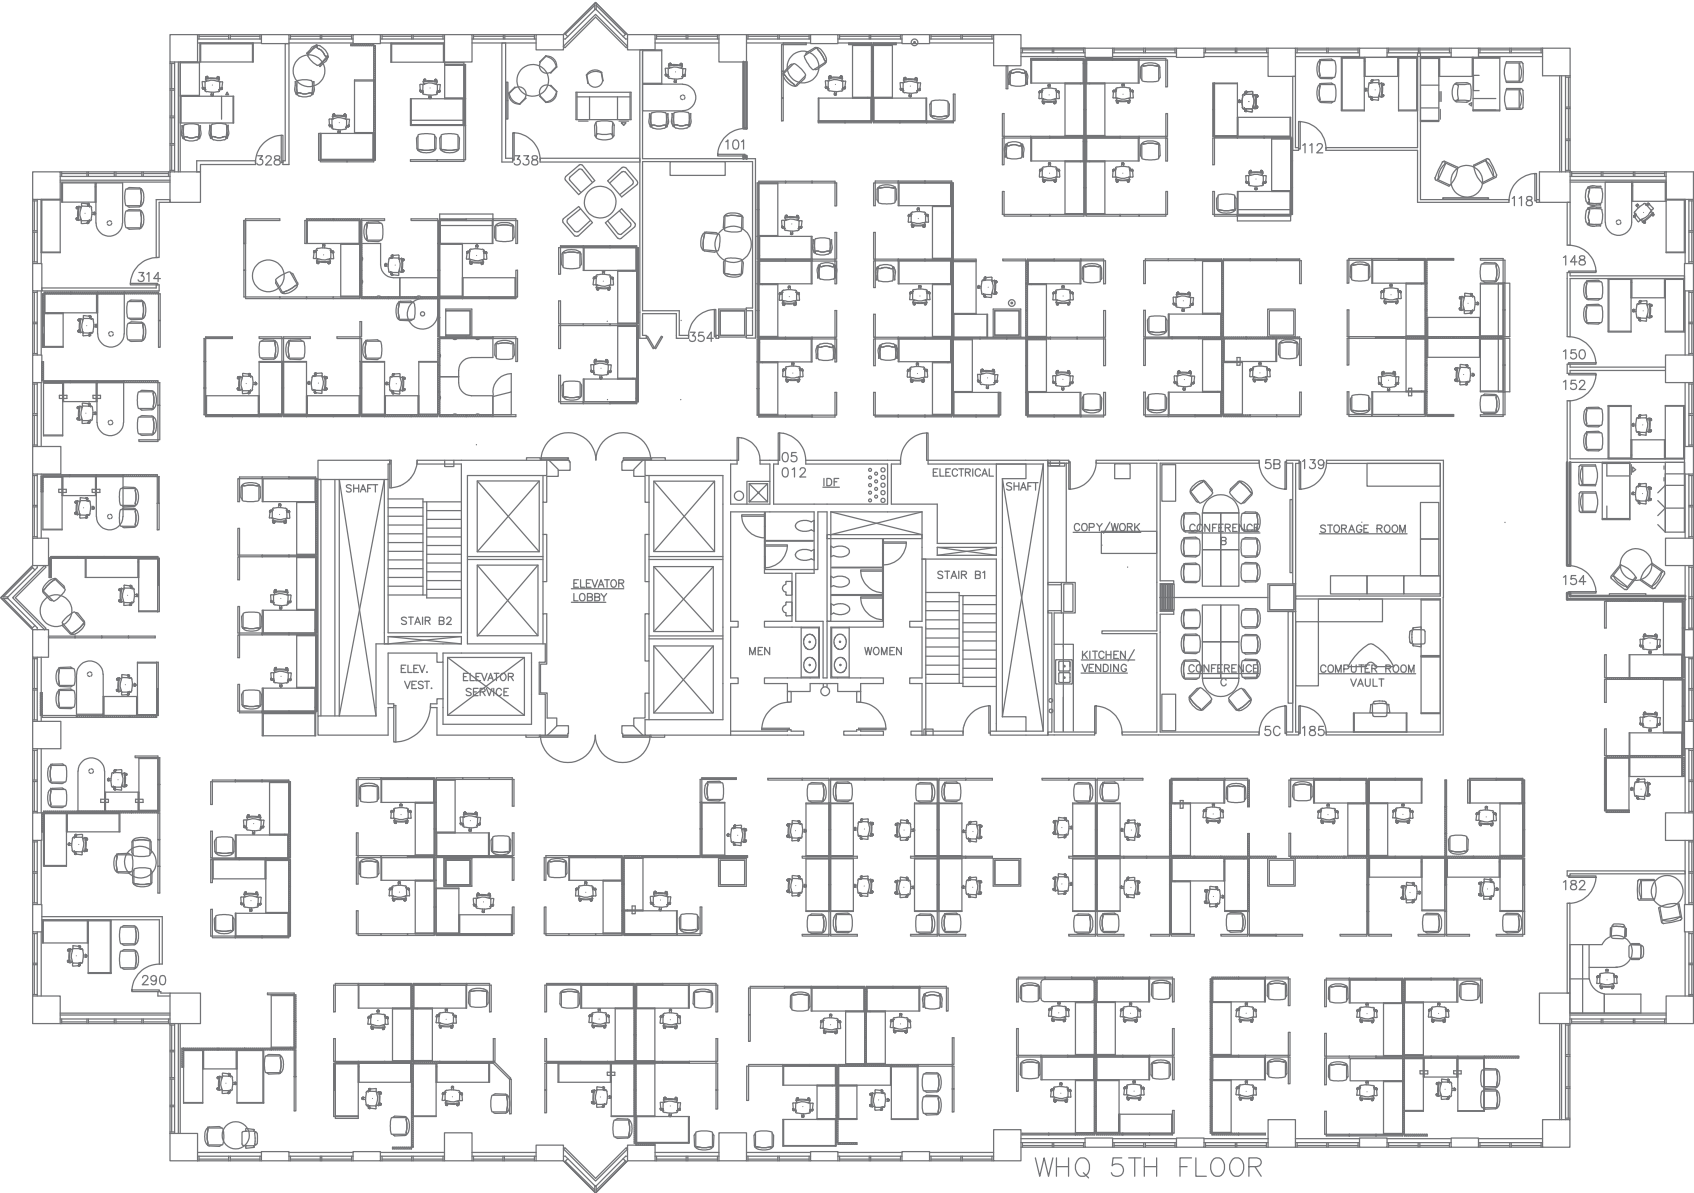 328
338
101
112
118
314
148
354
150
152
05
012
5B
139
SHAFT
IDF
ELECTRICAL
SHAFT
COPY/WORK
CONFERENCE
B
STORAGE ROOM
ELEVATOR
LOBBY
STAIR B1
154
STAIR B2
MEN
WOMEN
KITCHEN/
VENDING
ELEV.
VEST.
ELEVATOR
SERVICE
CONFERENCE
C
COMPUTER ROOM
VAULT
5C
185
182
290
WHQ 5TH FLOOR